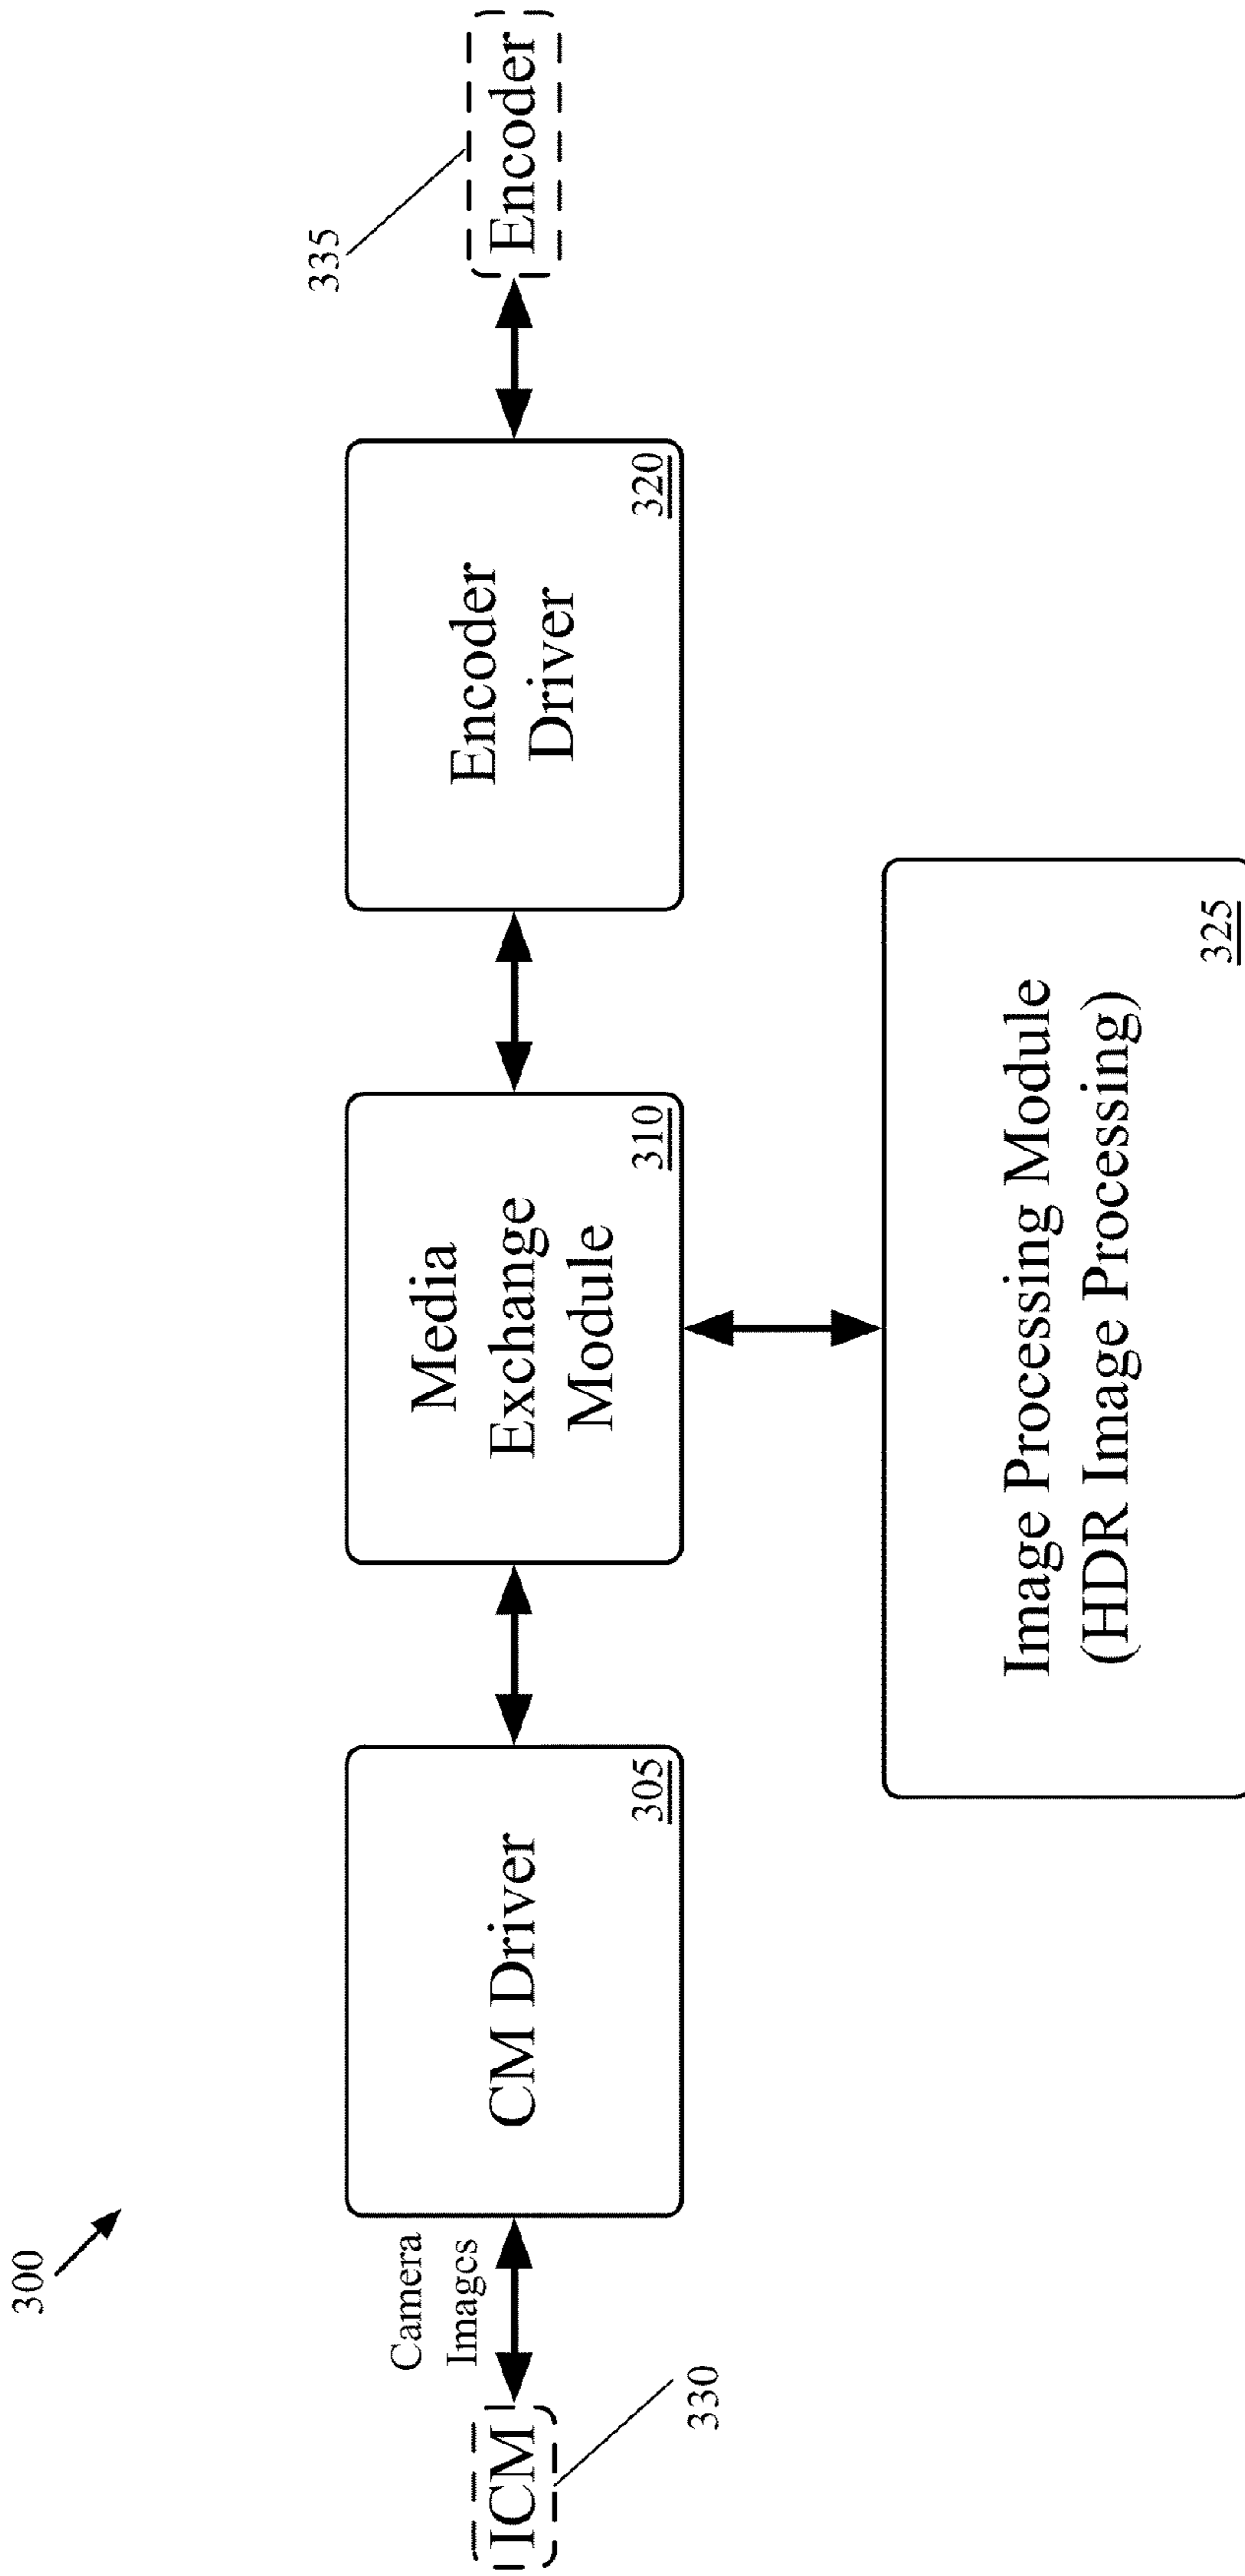 300
Camera
Images
ICM
330
CM Driver
305
Media
Exchange
Module
310
Encoder
Driver
320
Encoder
335
Image Processing Module
(HDR Image Processing)
325